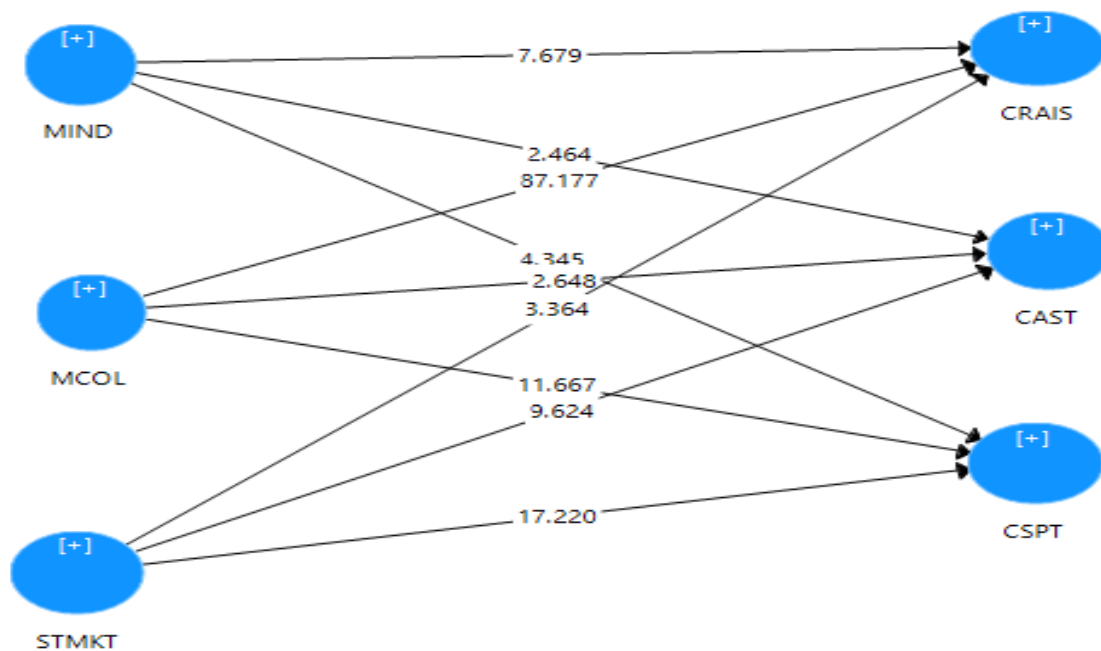 [+]
MIND
[+]
CRAIS
7.679
2.464
87.177
[+]
CAST
4.345
2.648
3.364
[+]
MCOL
11.667
9.624
[+]
CSPT
17.220
[+]
STMKT